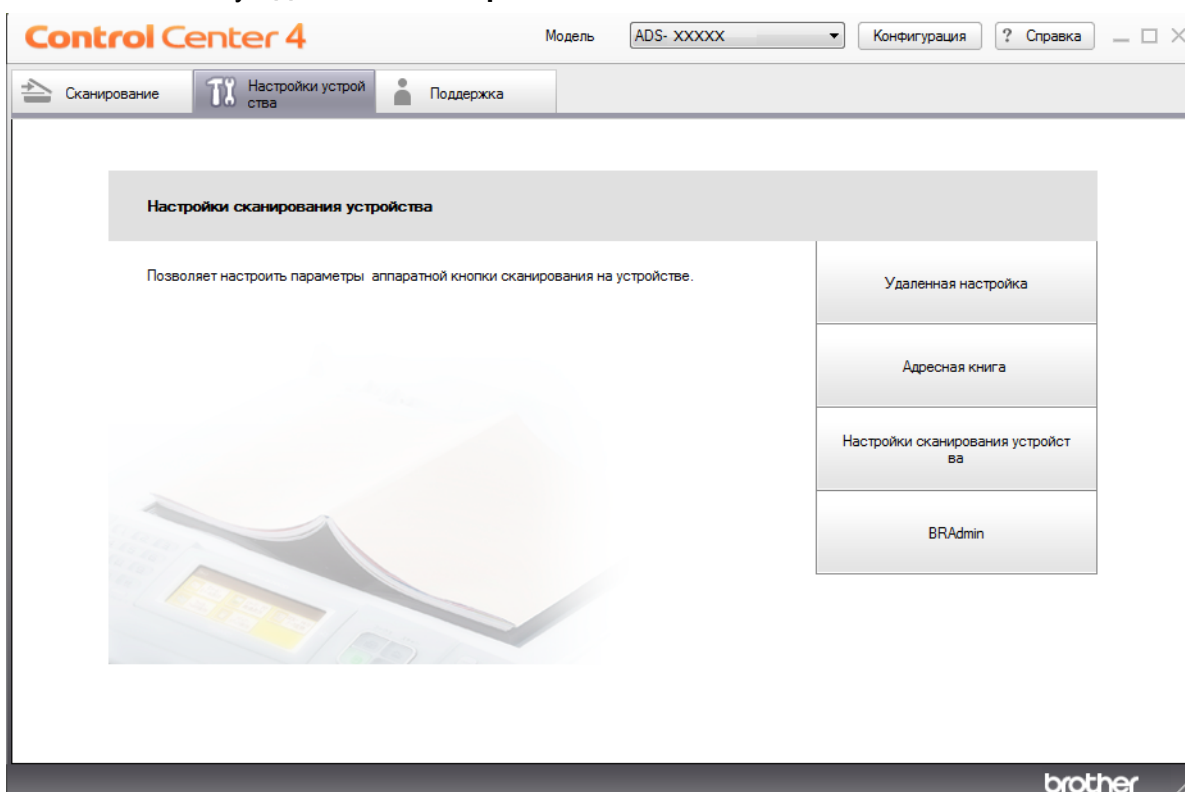 Control Center 4
Модель
ADS- XXXXX
Конфигурация
? Справка
Сканирование
Настройки устрой
ства
Поддержка
Настройки сканирования устройства
Позволяет настроить параметры аппаратной кнопки сканирования на устройстве.
Удаленная настройка
Адресная книга
Настройки сканирования устройст
ва
BRAdmin
brother